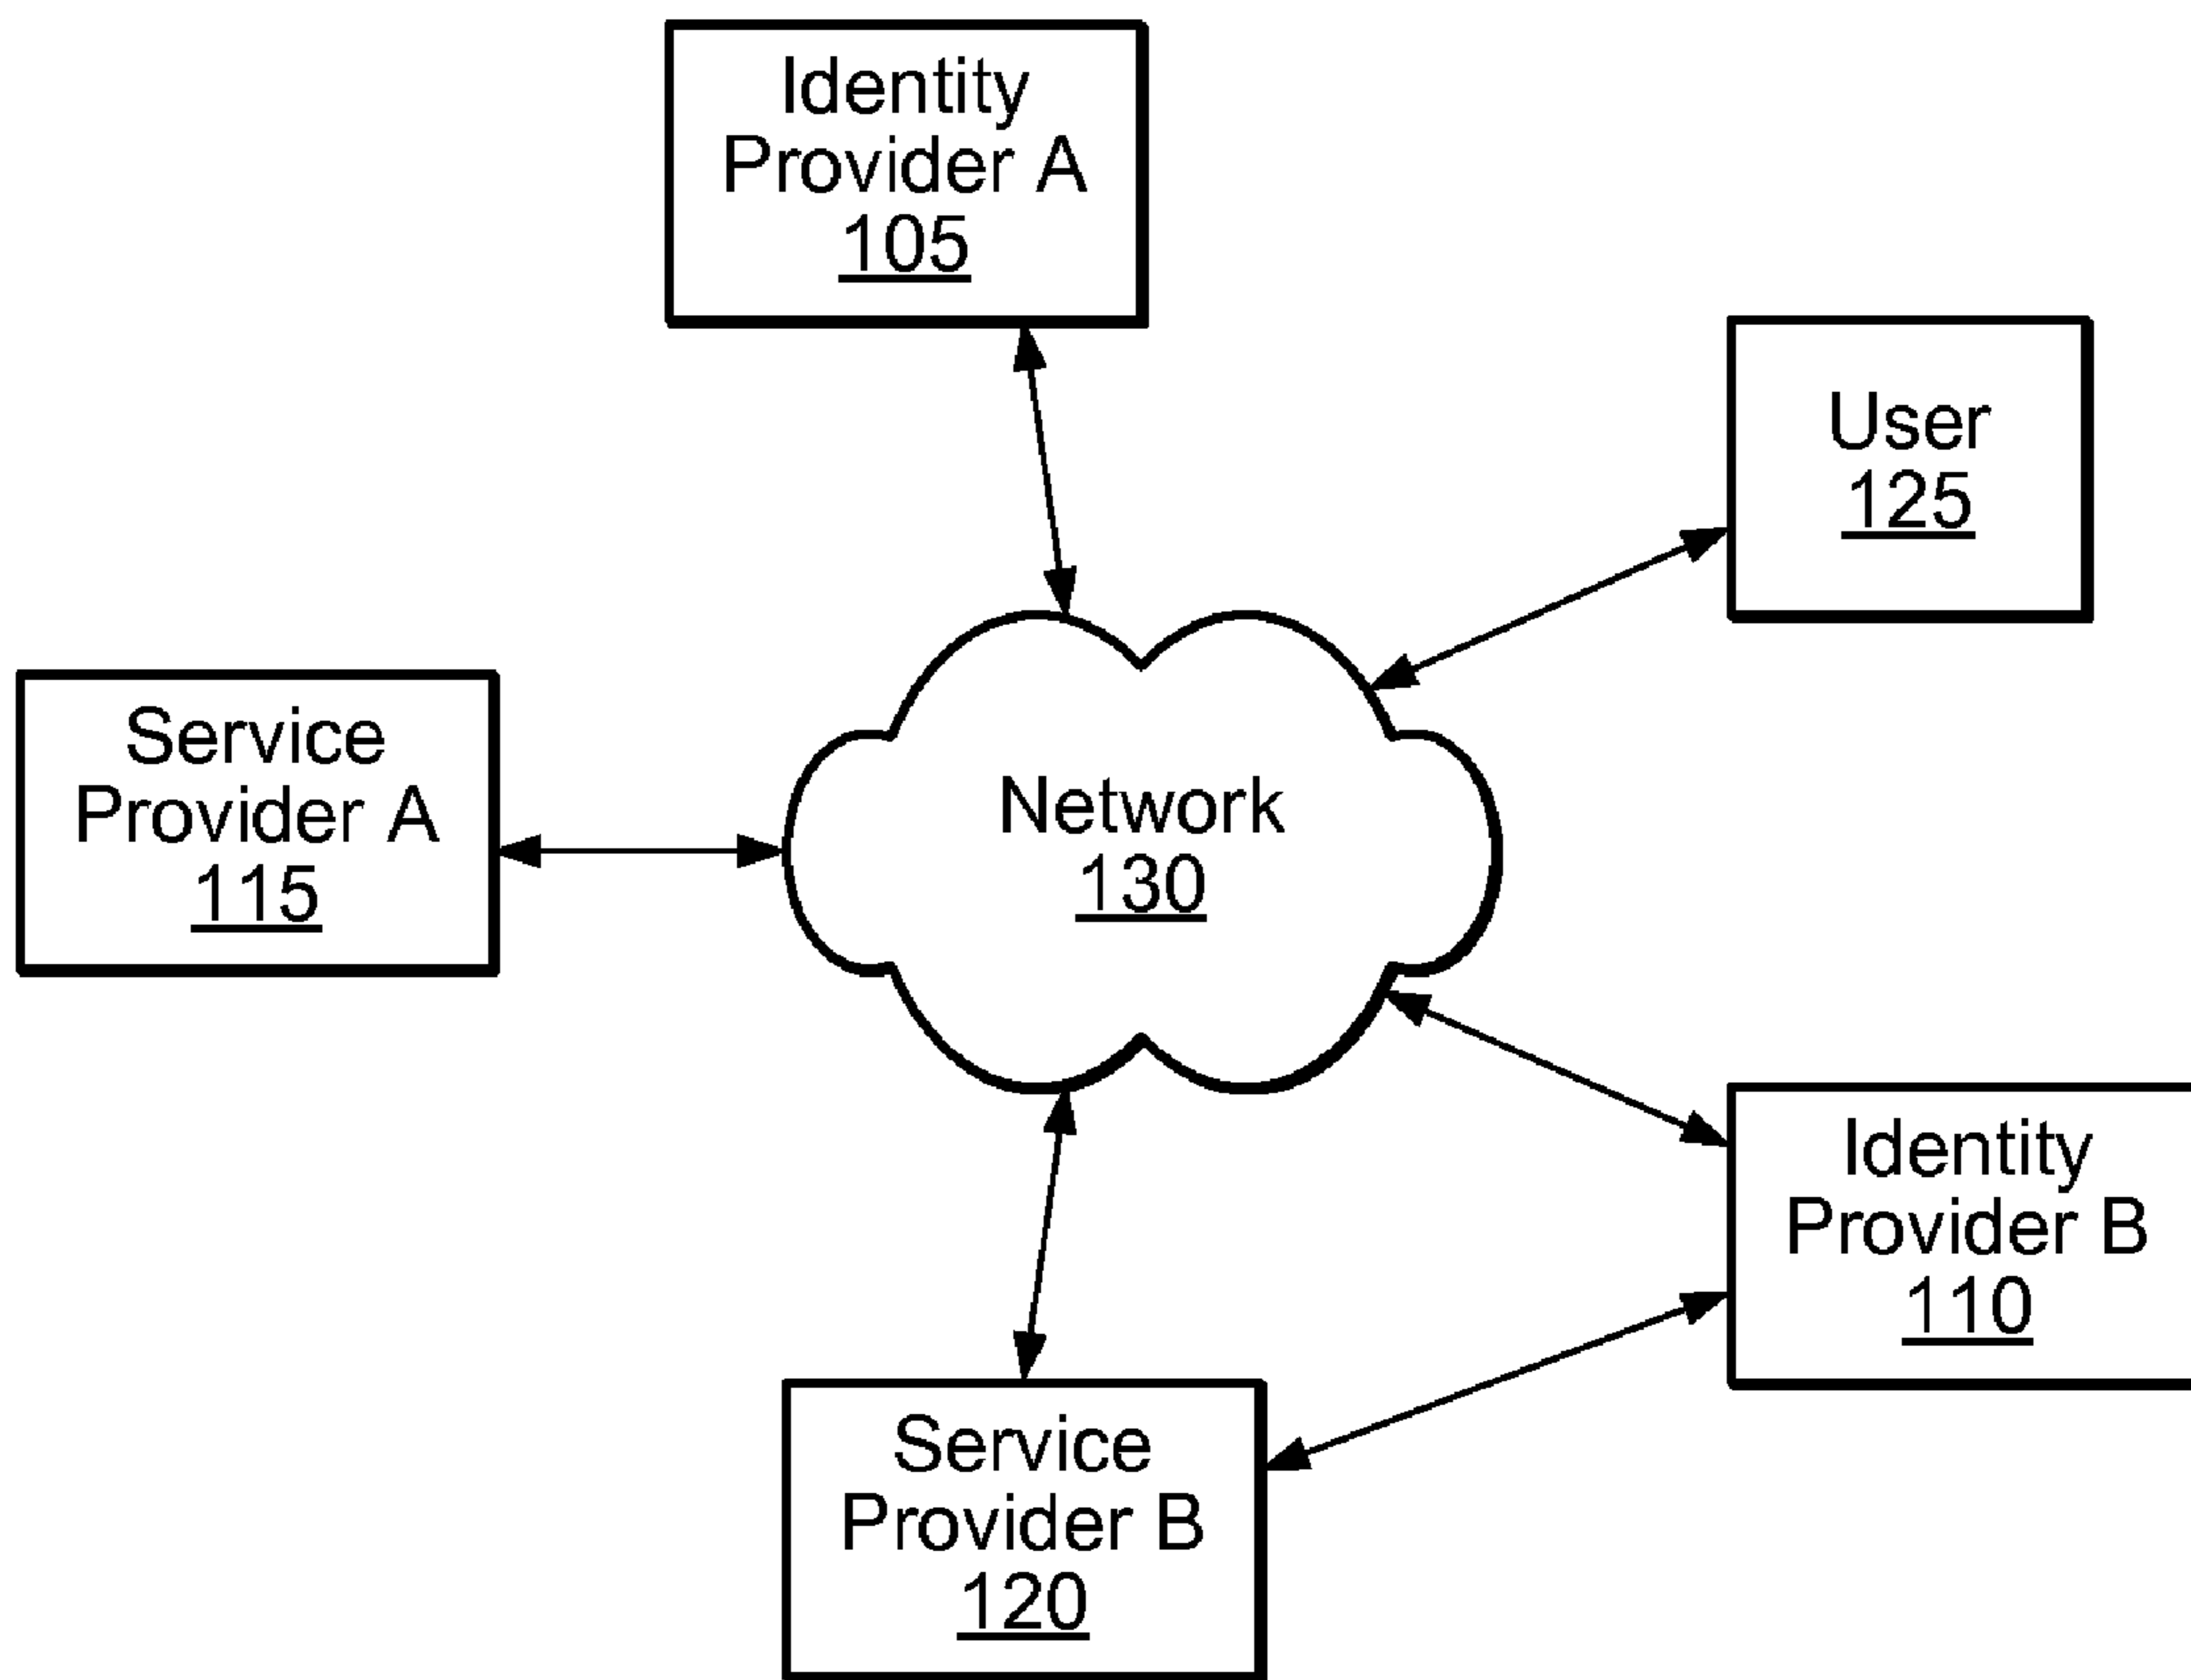 Identity
Provider A
105
User
125
Service
Provider A
115
Network
130
Identity
Provider B
110
Service
Provider B
120